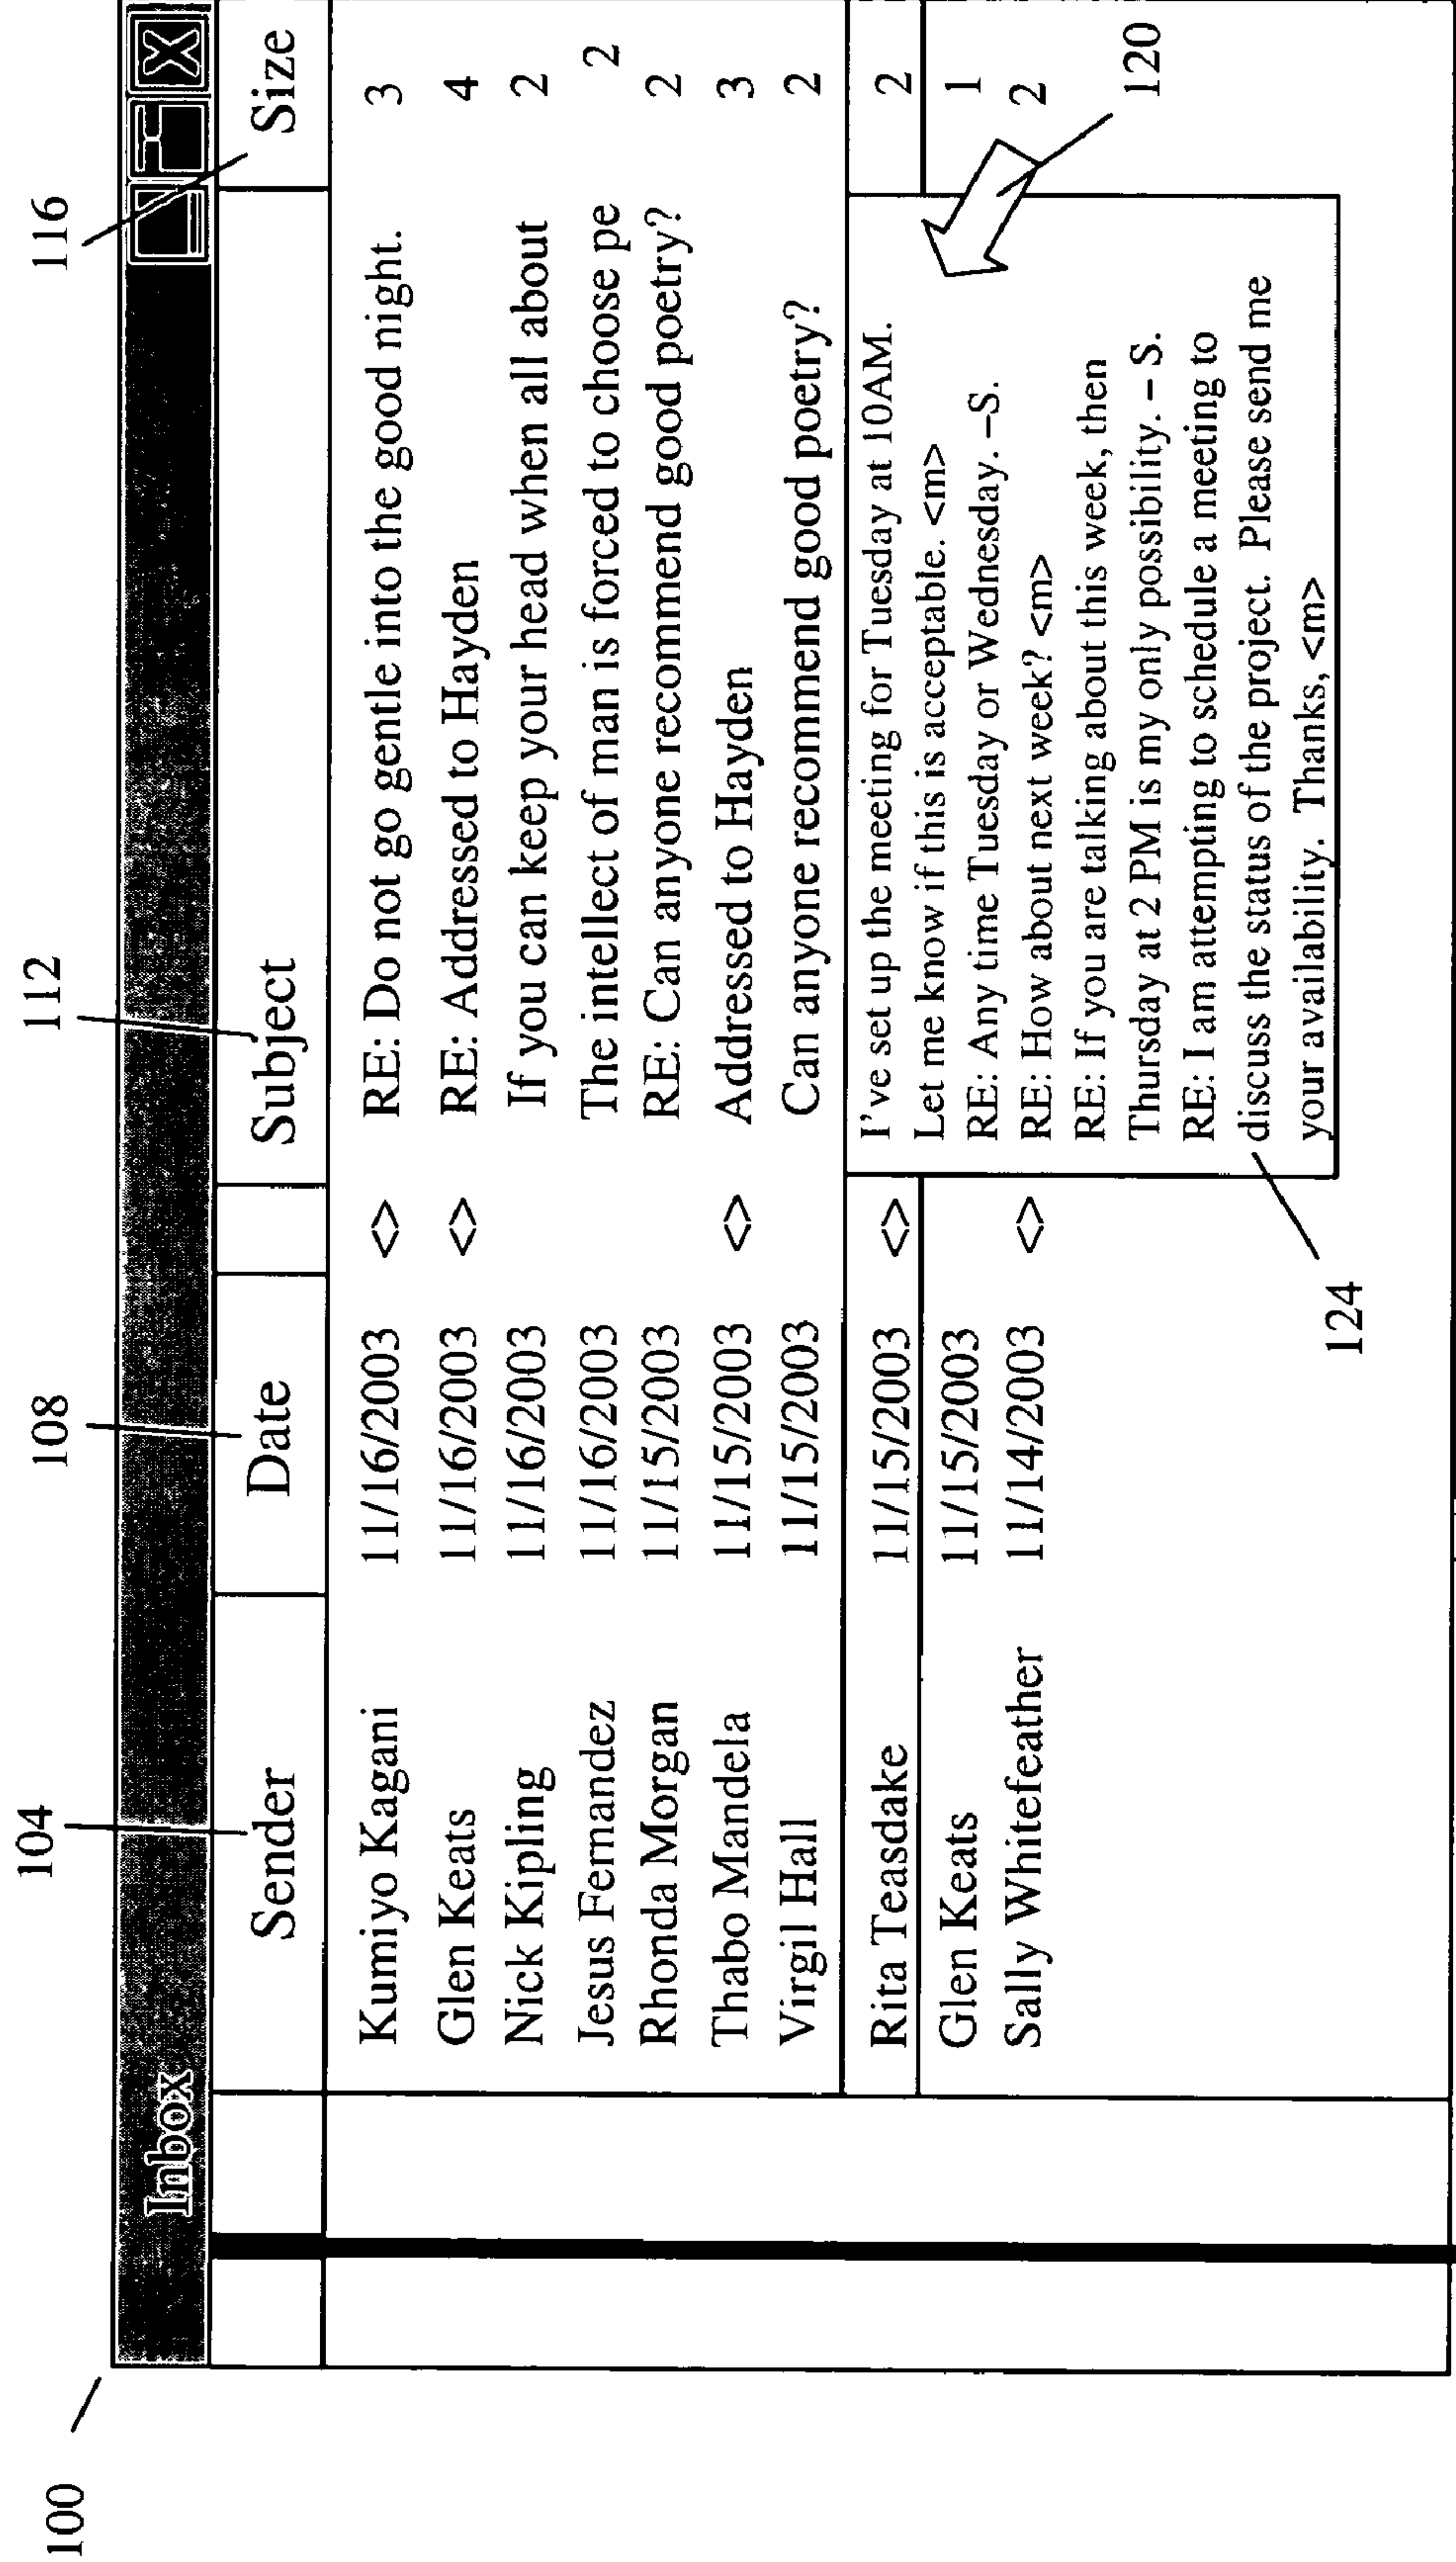 100
104
108
112
116
Inbox
Sender Date Subject Size
Kumiyo Kagani 11/16/2003 <> RE: Do not go gentle into the good night. 3
Glen Keats 11/16/2003 <> RE: Addressed to Hayden 4
Nick Kipling 11/16/2003 If you can keep your head when all about 2
Jesus Fernandez 11/16/2003 The intellect of man is forced to choose pe 2
Rhonda Morgan 11/15/2003 RE: Can anyone recommend good poetry? 2
Thabo Mandela 11/15/2003 <> Addressed to Hayden 3
Virgil Hall 11/15/2003 Can anyone recommend good poetry? 2
Rita Teasdake 11/15/2003 <> I've set up the meeting for Tuesday at 10AM. 2
Let me know if this is acceptable. <m>
Glen Keats 11/15/2003 RE: Any time Tuesday or Wednesday. –S. 1
Sally Whitefeather 11/14/2003 <> RE: How about next week? <m> 2
RE: If you are talking about this week, then
Thursday at 2 PM is my only possibility. – S.
RE: I am attempting to schedule a meeting to
discuss the status of the project. Please send me
your availability. Thanks, <m>
120
124